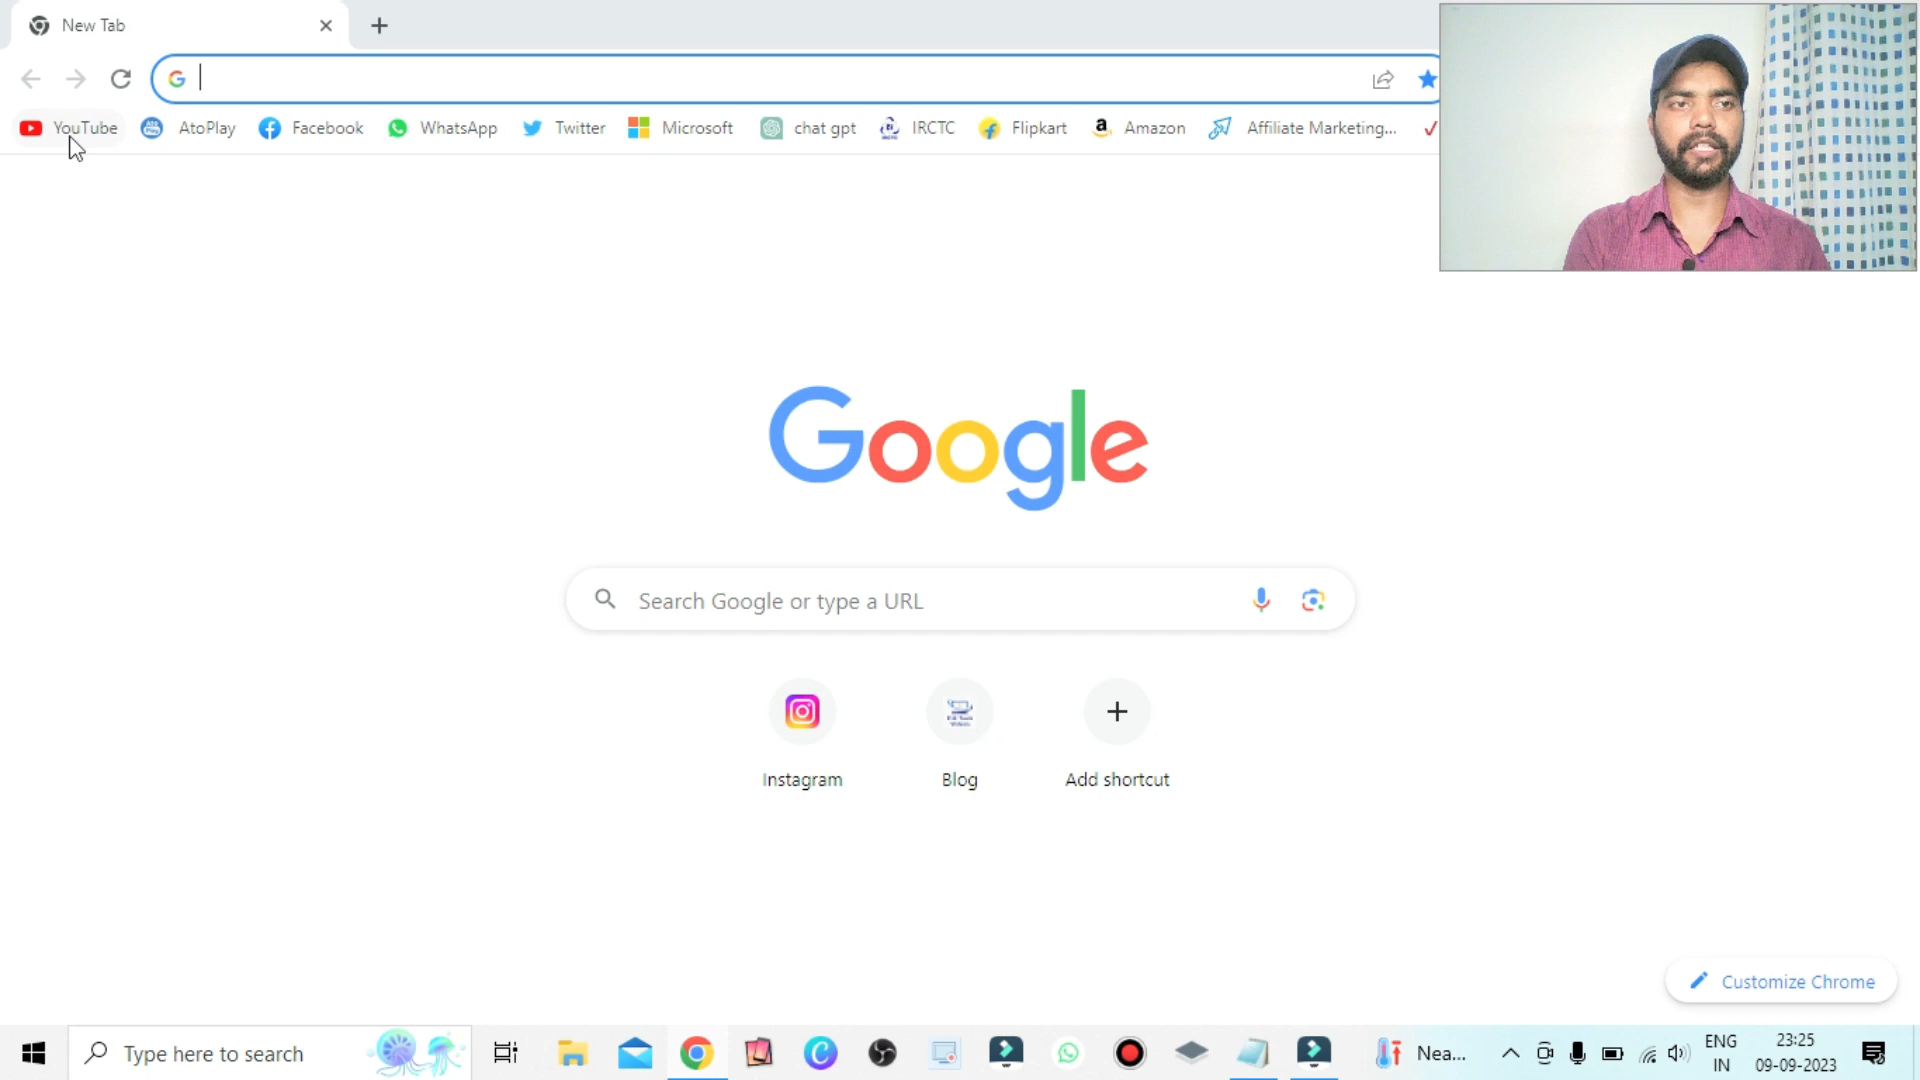 New Tab
YouTube AtoPlay Facebook WhatsApp Twitter Microsoft chat gpt IRCTC Flipkart Amazon Affiliate Marketing...
Google
Search Google or type a URL
Instagram Blog Add shortcut
Customize Chrome
Type here to search
Nea...
ENG
IN
23:25
09-09-2023